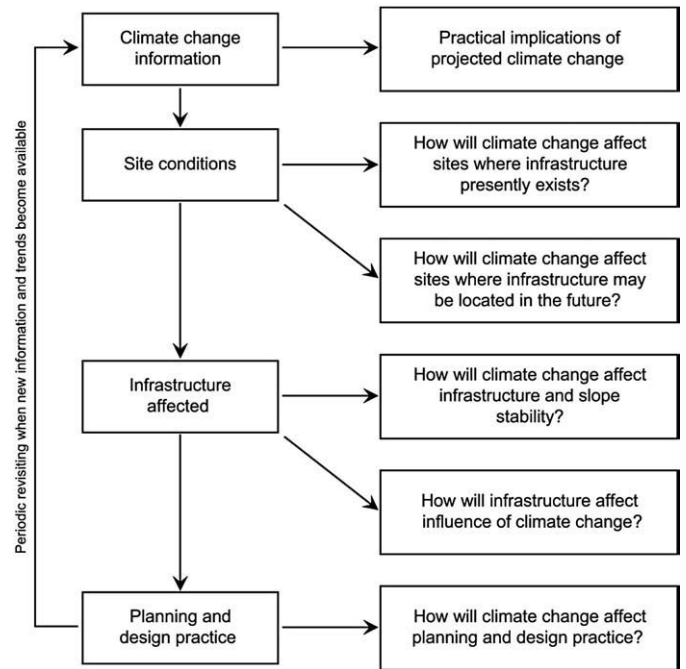 Climate change
information
Practical implications of
projected climate change
Site conditions
How will climate change affect
sites where infrastructure
presently exists?
How will climate change affect
sites where infrastructure may
be located in the future?
Infrastructure
affected
How will climate change affect
infrastructure and slope
stability?
How will infrastructure affect
influence of climate change?
Planning and
design practice
How will climate change affect
planning and design practice?
Periodic revisiting when new information and trends become available